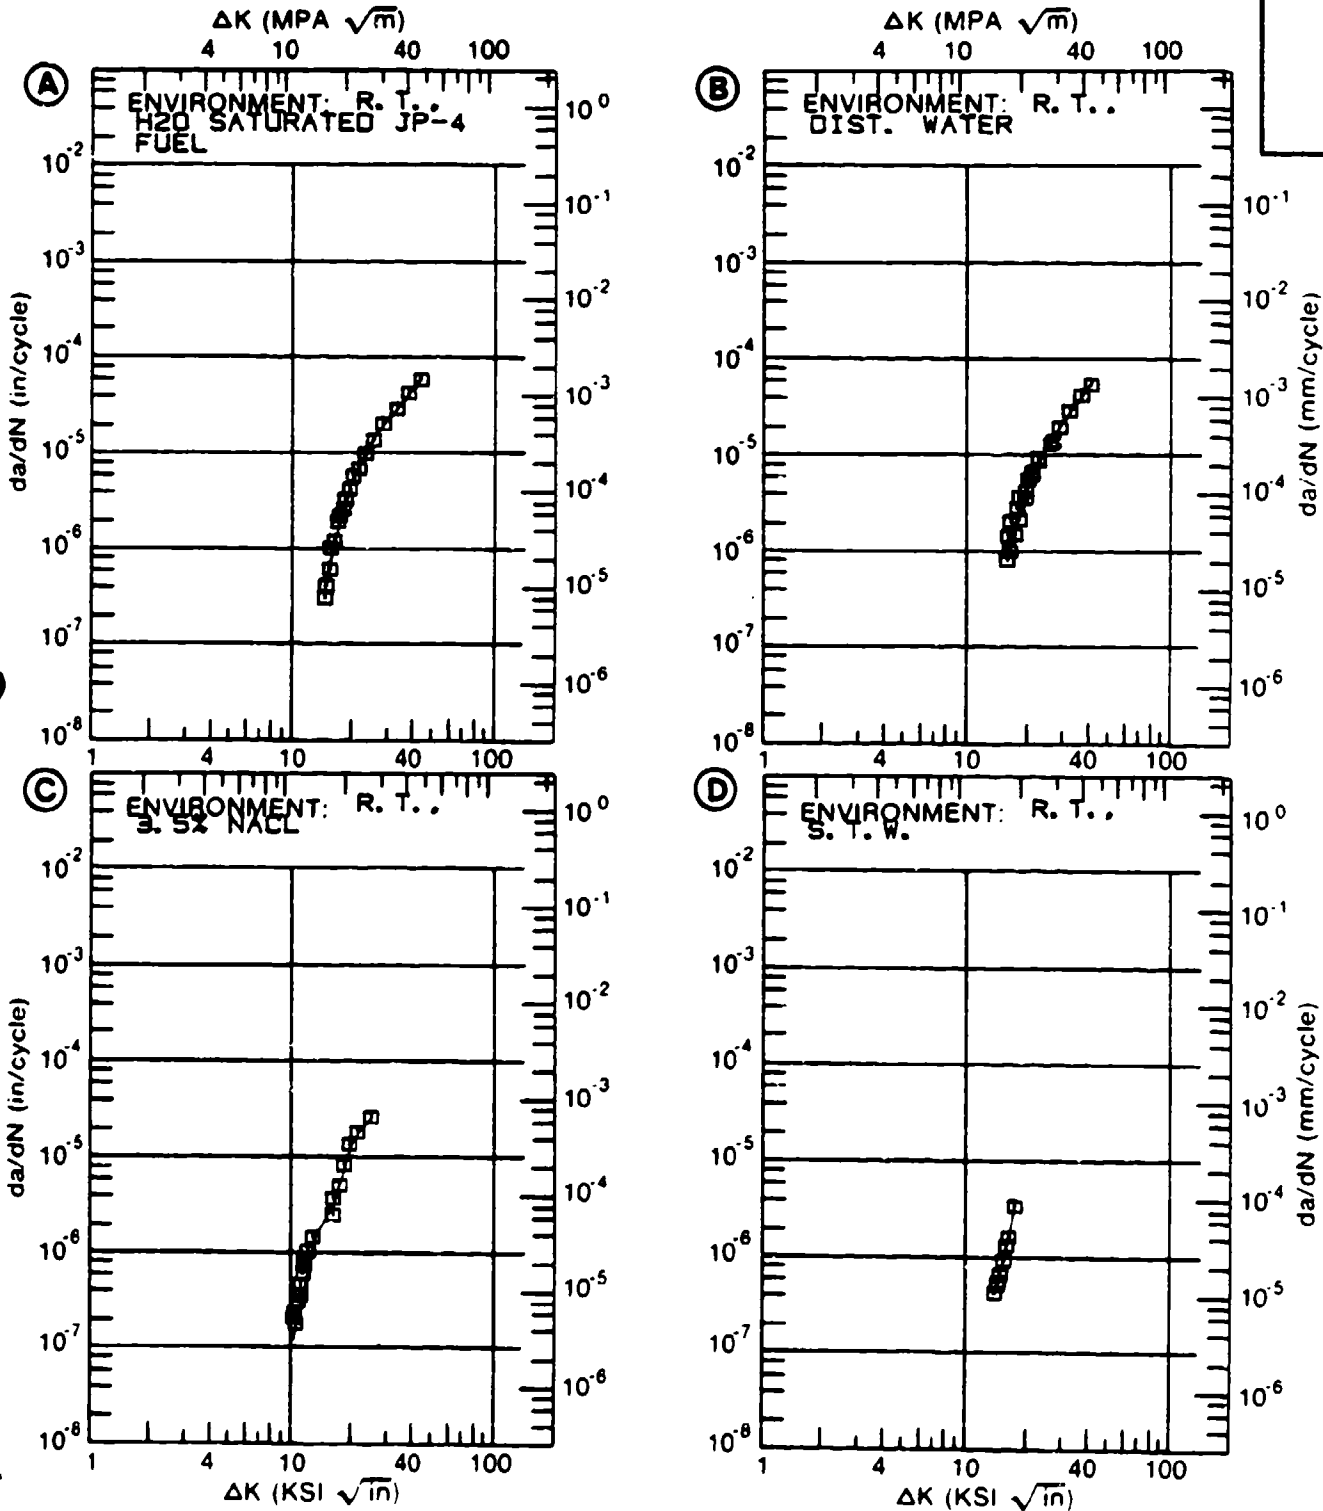 ΔK (MPA √m)
4 10 40 100
A
ENVIRONMENT: R. T.,
H2O SATURATED JP-4
FUEL
10⁻²
10⁻³
10⁻⁴
10⁻⁵
10⁻⁶
10⁻⁷
10⁻⁸
da/dN (in/cycle)
10⁰
10⁻¹
10⁻²
10⁻³
10⁻⁴
10⁻⁵
10⁻⁶
1 4 10 40 100
ΔK (MPA √m)
4 10 40 100
B
ENVIRONMENT: R. T.,
DIST. WATER
10⁻²
10⁻³
10⁻⁴
10⁻⁵
10⁻⁶
10⁻⁷
10⁻⁸
10⁻¹
10⁻²
10⁻³
10⁻⁴
10⁻⁵
10⁻⁶
da/dN (mm/cycle)
1 4 10 40 100
C
ENVIRONMENT: R. T.,
3.5% NACL
10⁻²
10⁻³
10⁻⁴
10⁻⁵
10⁻⁶
10⁻⁷
10⁻⁸
da/dN (in/cycle)
10⁰
10⁻¹
10⁻²
10⁻³
10⁻⁴
10⁻⁵
10⁻⁶
1 4 10 40 100
ΔK (KSI √in)
D
ENVIRONMENT: R. T.,
S. T. W.
10⁻²
10⁻³
10⁻⁴
10⁻⁵
10⁻⁶
10⁻⁷
10⁻⁸
10⁰
10⁻¹
10⁻²
10⁻³
10⁻⁴
10⁻⁵
10⁻⁶
da/dN (mm/cycle)
1 4 10 40 100
ΔK (KSI √in)